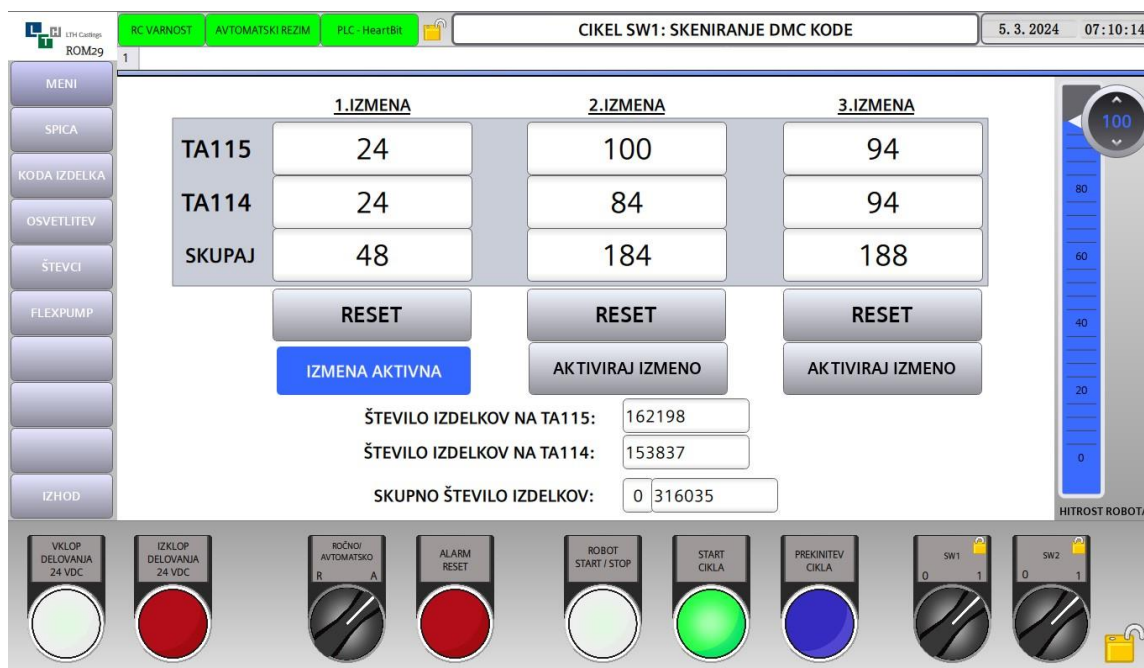 LTH LTH Castings
ROM29
RC VARNOST AVTOMATSKI REZIM PLC - HeartBit CIKEL SW1: SKENIRANJE DMC KODE 5. 3. 2024 07:10:14
1
MENI
SPICA
KODA IZDELKA
OSVETLITEV
ŠTEVCI
FLEXPUMP
IZHOD
1.IZMENA 2.IZMENA 3.IZMENA
TA115 24 100 94
TA114 24 84 94
SKUPAJ 48 184 188
RESET RESET RESET
IZMENA AKTIVNA AKTIVIRAJ IZMENO AKTIVIRAJ IZMENO
ŠTEVILO IZDELKOV NA TA115: 162198
ŠTEVILO IZDELKOV NA TA114: 153837
SKUPNO ŠTEVILO IZDELKOV: 0 316035
100
80
60
40
20
0
HITROST ROBOTA
VKLOP
DELOVANJA
24 VDC
IZKLOP
DELOVANJA
24 VDC
ROČNO/
AVTOMATSKO
R A
ALARM
RESET
ROBOT
START / STOP
START
CIKLA
PREKINITEV
CIKLA
SW1
0 1
SW2
0 1